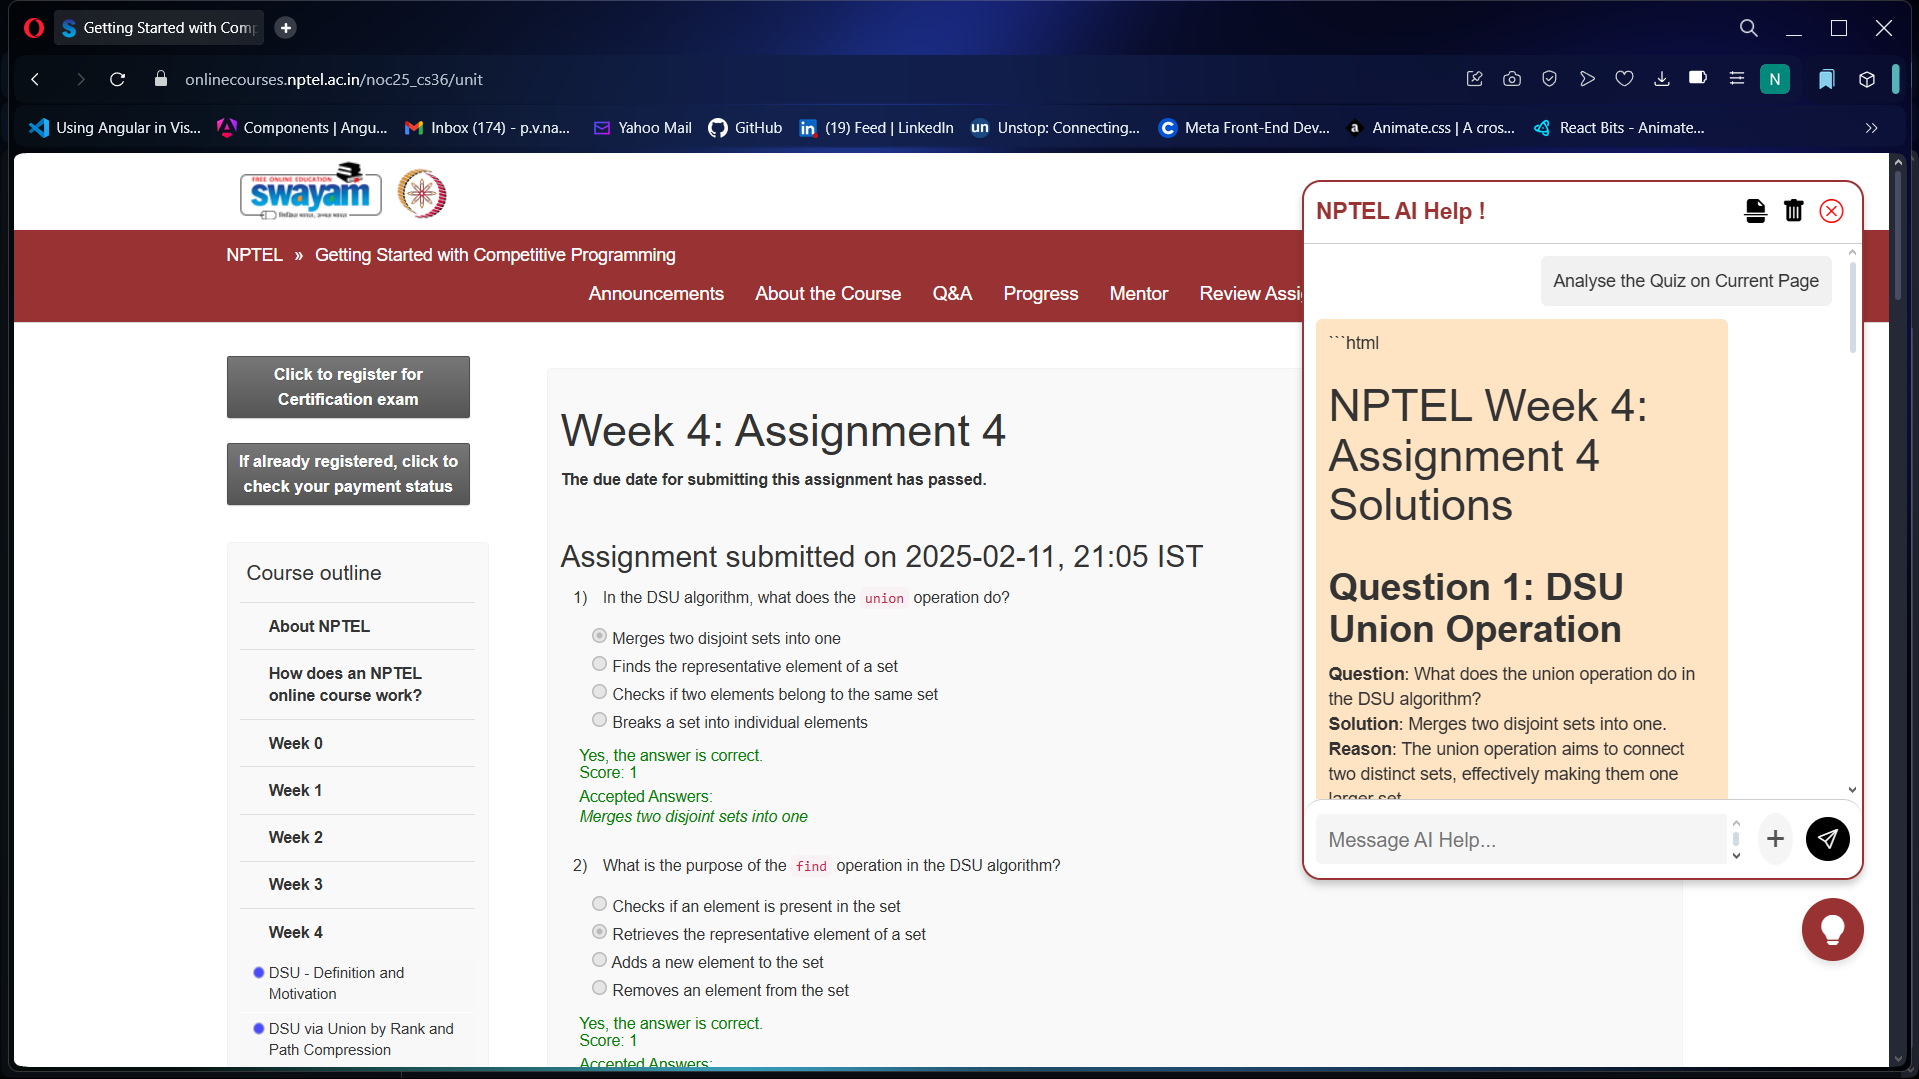 Getting Started with Comp
onlinecourses.nptel.ac.in/noc25_cs36/unit
N
Using Angular in Vis...
Components | Angu...
Inbox (174) - p.v.na...
Yahoo Mail
GitHub
in
(19) Feed | LinkedIn
un
Unstop: Connecting...
C
Meta Front-End Dev...
a
Animate.css | A cros...
React Bits - Animate...
FREE ONLINE EDUCATION
swayam
NPTEL » Getting Started with Competitive Programming
Announcements
About the Course
Q&A
Progress
Mentor
Review Assi
Click to register for
Certification exam
If already registered, click to
check your payment status
Course outline
About NPTEL
How does an NPTEL
online course work?
Week 0
Week 1
Week 2
Week 3
Week 4
DSU - Definition and
Motivation
DSU via Union by Rank and
Path Compression
Week 4: Assignment 4
The due date for submitting this assignment has passed.
Assignment submitted on 2025-02-11, 21:05 IST
1) In the DSU algorithm, what does the union operation do?
Merges two disjoint sets into one
Finds the representative element of a set
Checks if two elements belong to the same set
Breaks a set into individual elements
Yes, the answer is correct.
Score: 1
Accepted Answers:
Merges two disjoint sets into one
2) What is the purpose of the find operation in the DSU algorithm?
Checks if an element is present in the set
Retrieves the representative element of a set
Adds a new element to the set
Removes an element from the set
Yes, the answer is correct.
Score: 1
Accepted Answers:
NPTEL AI Help !
Analyse the Quiz on Current Page
```html
NPTEL Week 4:
Assignment 4
Solutions
Question 1: DSU
Union Operation
Question: What does the union operation do in
the DSU algorithm?
Solution: Merges two disjoint sets into one.
Reason: The union operation aims to connect
two distinct sets, effectively making them one
larger set
Message AI Help...